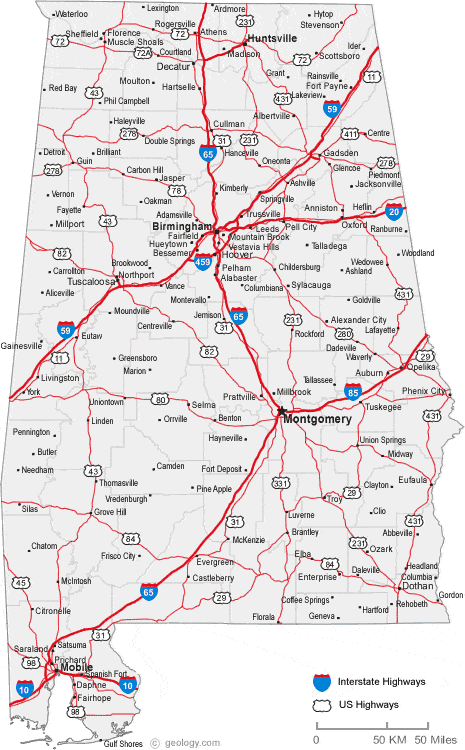 Lexington
Ardmore
Waterloo
Rogersville
231
Hytop
Florence
72
Athens
Stevenson
Sheffield
72
Muscle Shoals
Huntsville
Ider
72A
Courtland
Madison
72
Scottsboro
Decatur
Moulton
Grant
Rainsville
11
Hartselle
Fort Payne
Red Bay
43
431
Lakeview
Phil Campbell
59
Albertville
Haleyville
Cullman
278
Double Springs
31
231
411
Centre
Detroit
Brilliant
65
Hanceville
Gadsden
278
Guin
Oneonta
Glencoe
278
Carbon Hill
Piedmont
Jasper
Ashville
Jacksonville
Vernon
78
Kimberly
Oakman
Springville
Fayette
Adamsville
Trussville
Anniston
Heflin
20
Millport
43
Birmingham
Leeds
Pell City
Oxford
Fairfield
Mountain Brook
Ranburne
Hueytown
Vestavia Hills
Talladega
82
Bessemer
Hoover
Woodland
Brookwood
459
Wedowee
Carrollton
Northport
Pelham
Childersburg
Ashland
Tuscaloosa
Alabaster
Vance
Columbiana
Sylacauga
Aliceville
Montevallo
Goodville
431
Moundville
Jemison
65
59
Centreville
31
231
Alexander City
Rockford
280
Lafayette
Gainesville
Eutaw
Dadeville
11
82
Waverly
29
Greensboro
Auburn
Opelika
Marion
Tallassee
Livingston
85
York
Prattville
Millbrook
Phenix City
Uniontown
80
Selma
Tuskegee
Montgomery
431
Linden
Orrville
Benton
Pennington
Hayneville
Union Springs
Butler
Midway
Needham
43
Camden
Fort Deposit
Thomasville
331
Clayton
Eufaula
Vredenburgh
Pine Apple
29
Troy
Silas
Grove Hill
Luverne
Clio
31
431
84
Brantley
Abbeville
Chatom
McKenzie
231
Frisco City
Ozark
Evergreen
Elba
84
Headland
45
McIntosh
Castleberry
Enterprise
Daleville
Columbia
65
Dothan
29
Coffee Springs
Gordon
Citronelle
Hartford
Rehobeth
Florala
Geneva
31
Satsuma
Saraland
98
Prichard
Mobile
Spanish Fort
10
Daphne
10
Interstate Highways
Fairhope
98
US Highways
0
50 KM
50 Miles
Gulf Shores
© geology.com